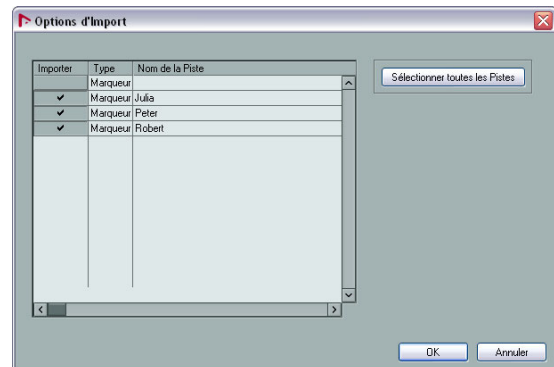 Options d'Import
Importer Type Nom de la Piste
Marqueur
Marqueur Julia
Marqueur Peter
Marqueur Robert
Sélectionner toutes les Pistes
OK Annuler